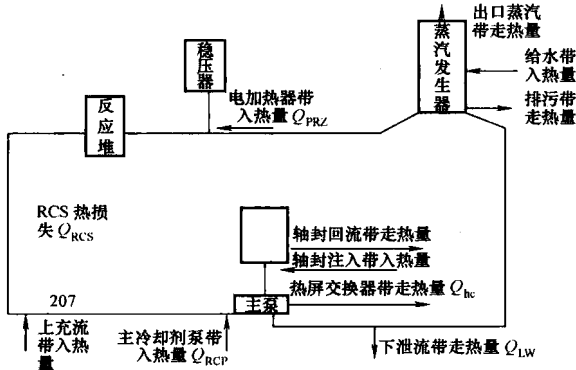 出口蒸汽
带走热量
蒸汽发生器
给水带
入热量
排污带
走热量
稳压器
电加热器带
入热量 Q_PRZ
反应堆
RCS 热损
失 Q_RCS
轴封回流带走热量
轴封注入带入热量
热屏交换器带走热量 Q_hc
主泵
207
上充流
带入热
量
主冷却剂泵带
入热量 Q_RCP
下泄流带走热量 Q_LW